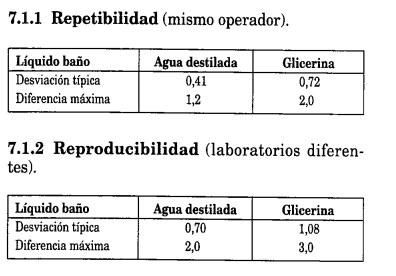 7.1.1 Repetibilidad (mismo operador).
Líquido baño Agua destilada Glicerina
Desviación típica 0,41 0,72
Diferencia máxima 1,2 2,0
7.1.2 Reproducibilidad (laboratorios diferen-
tes).
Líquido baño Agua destilada Glicerina
Desviación típica 0,70 1,08
Diferencia máxima 2,0 3,0